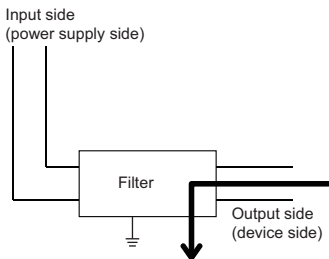 Input side
(power supply side)
Filter
Output side
(device side)